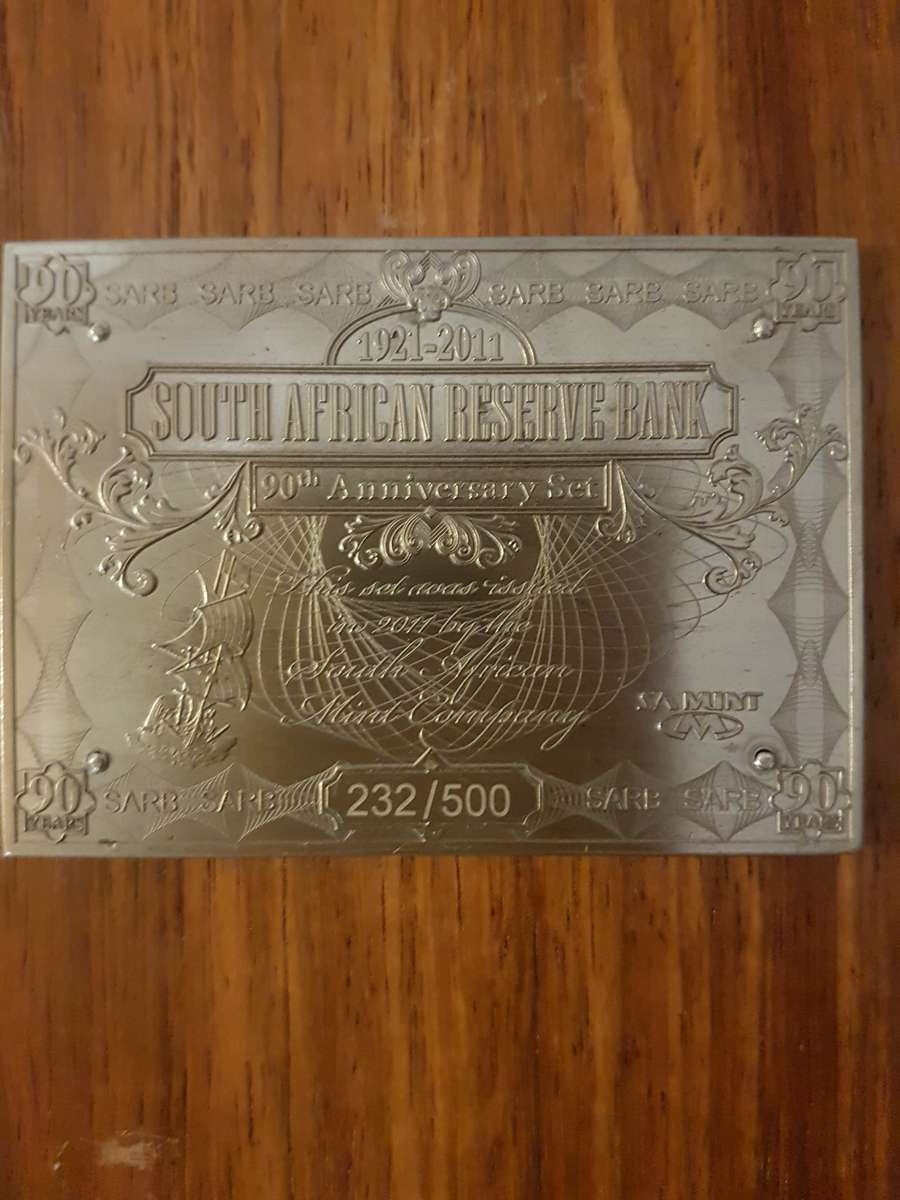 90 SARB SARB SARB SARB SARB SARB 90
YEARS YEARS
1921-2011
SOUTH AFRICAN RESERVE BANK
90th Anniversary Set
This set was issued
in 2011 by the
South African
Mint Company
SA MINT
90 SARB SARB 232/500 SARB SARB 90
YEARS YEARS